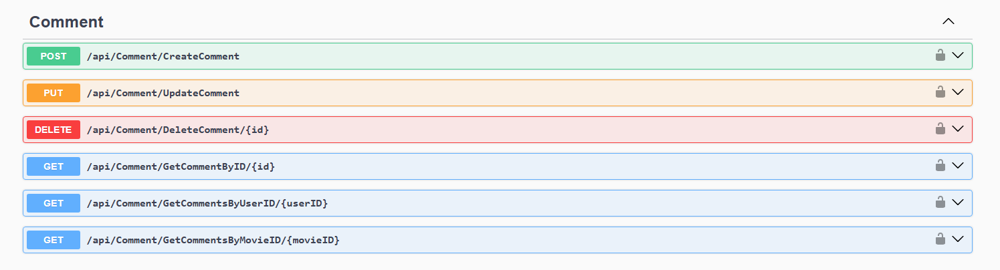 Comment
POST /api/Comment/CreateComment
PUT /api/Comment/UpdateComment
DELETE /api/Comment/DeleteComment/{id}
GET /api/Comment/GetCommentByID/{id}
GET /api/Comment/GetCommentsByUserID/{userID}
GET /api/Comment/GetCommentsByMovieID/{movieID}